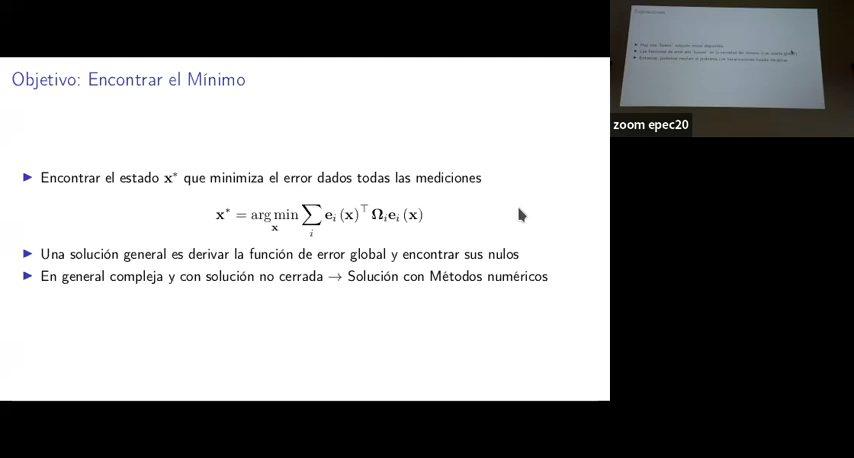 Objetivo: Encontrar el Mínimo
▶ Encontrar el estado x* que minimiza el error dados todas las mediciones
x* = arg min_x ∑_i e_i (x)^⊤ Ω_i e_i (x)
▶ Una solución general es derivar la función de error global y encontrar sus nulos
▶ En general compleja y con solución no cerrada → Solución con Métodos numéricos
zoom epec20